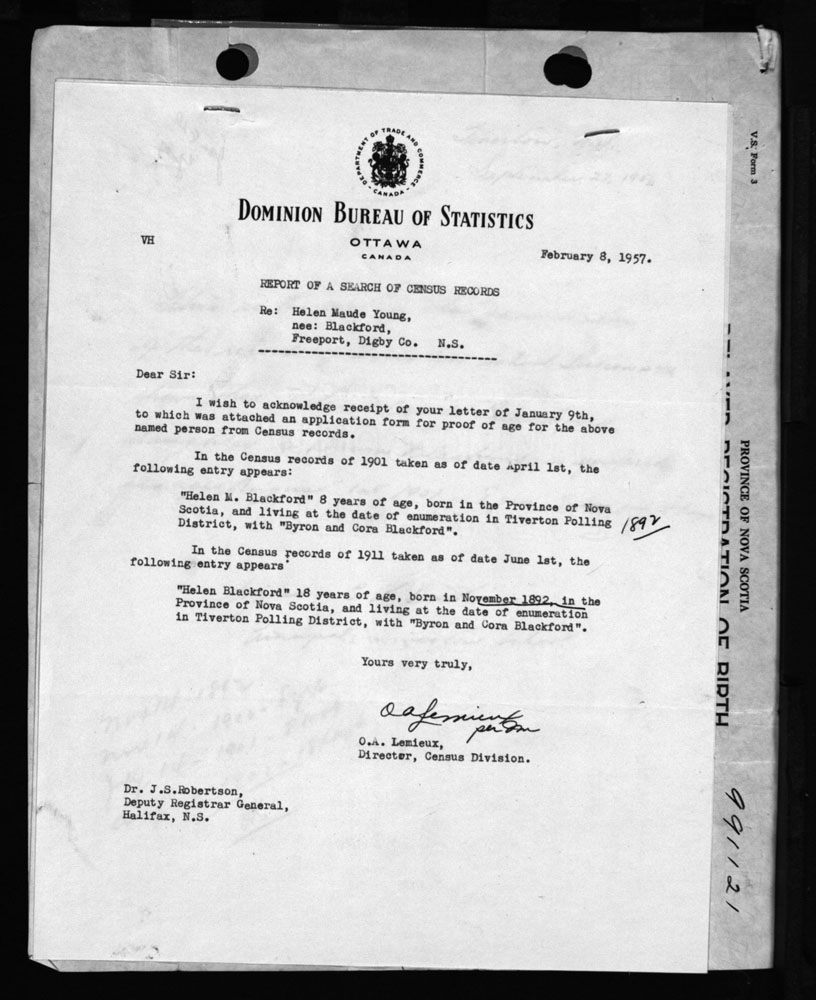 DEPARTMENT OF TRADE AND COMMERCE
CANADA
DOMINION BUREAU OF STATISTICS
OTTAWA
CANADA
VH
February 8, 1957.
REPORT OF A SEARCH OF CENSUS RECORDS
Re: Helen Maude Young,
nee: Blackford,
Freeport, Digby Co. N.S.
Dear Sir:
I wish to acknowledge receipt of your letter of January 9th,
to which was attached an application form for proof of age for the above
named person from Census records.
In the Census records of 1901 taken as of date April 1st, the
following entry appears:
"Helen M. Blackford" 8 years of age, born in the Province of Nova
Scotia, and living at the date of enumeration in Tiverton Polling
District, with "Byron and Cora Blackford".
1892
In the Census records of 1911 taken as of date June 1st, the
following entry appears
"Helen Blackford" 18 years of age, born in November 1892, in the
Province of Nova Scotia, and living at the date of enumeration
in Tiverton Polling District, with "Byron and Cora Blackford".
Yours very truly,
O A Lemieux
per
O.A. Lemieux,
Director, Census Division.
Dr. J.S.Robertson,
Deputy Registrar General,
Halifax, N.S.
V.S. Form 3
PROVINCE OF NOVA SCOTIA
REGISTRATION OF BIRTH
991121